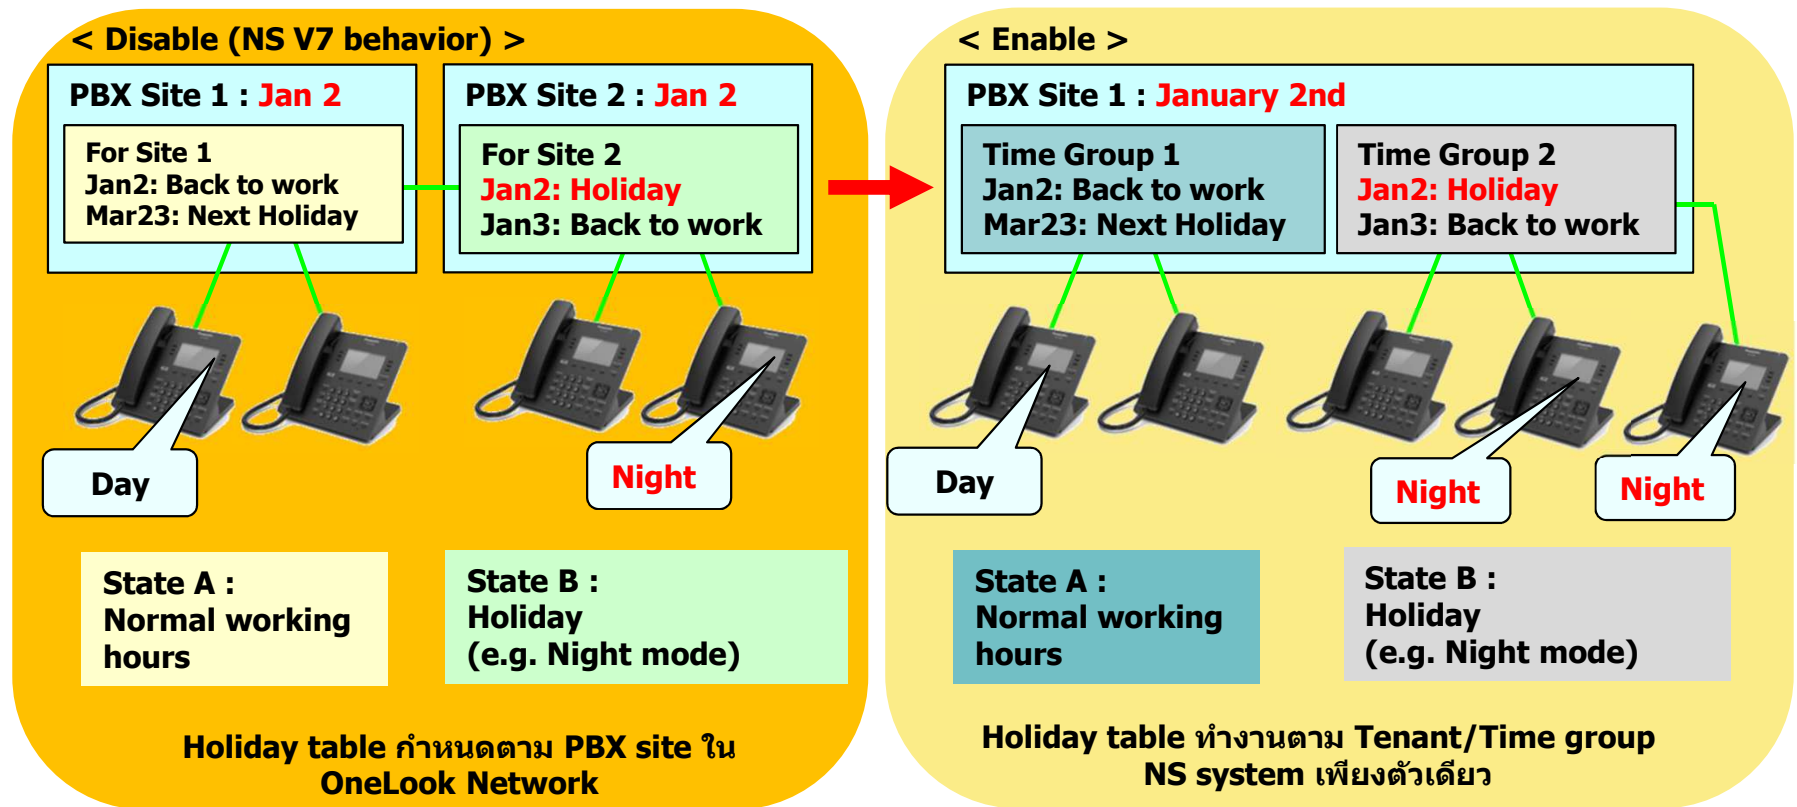 < Disable (NS V7 behavior) >
PBX Site 1 : Jan 2
For Site 1
Jan2: Back to work
Mar23: Next Holiday
PBX Site 2 : Jan 2
For Site 2
Jan2: Holiday
Jan3: Back to work
Day
Night
State A :
Normal working
hours
State B :
Holiday
(e.g. Night mode)
Holiday table กำหนดตาม PBX site ใน
OneLook Network
< Enable >
PBX Site 1 : January 2nd
Time Group 1
Jan2: Back to work
Mar23: Next Holiday
Time Group 2
Jan2: Holiday
Jan3: Back to work
Day
Night
Night
State A :
Normal working
hours
State B :
Holiday
(e.g. Night mode)
Holiday table ทำงานตาม Tenant/Time group
NS system เพียงตัวเดียว